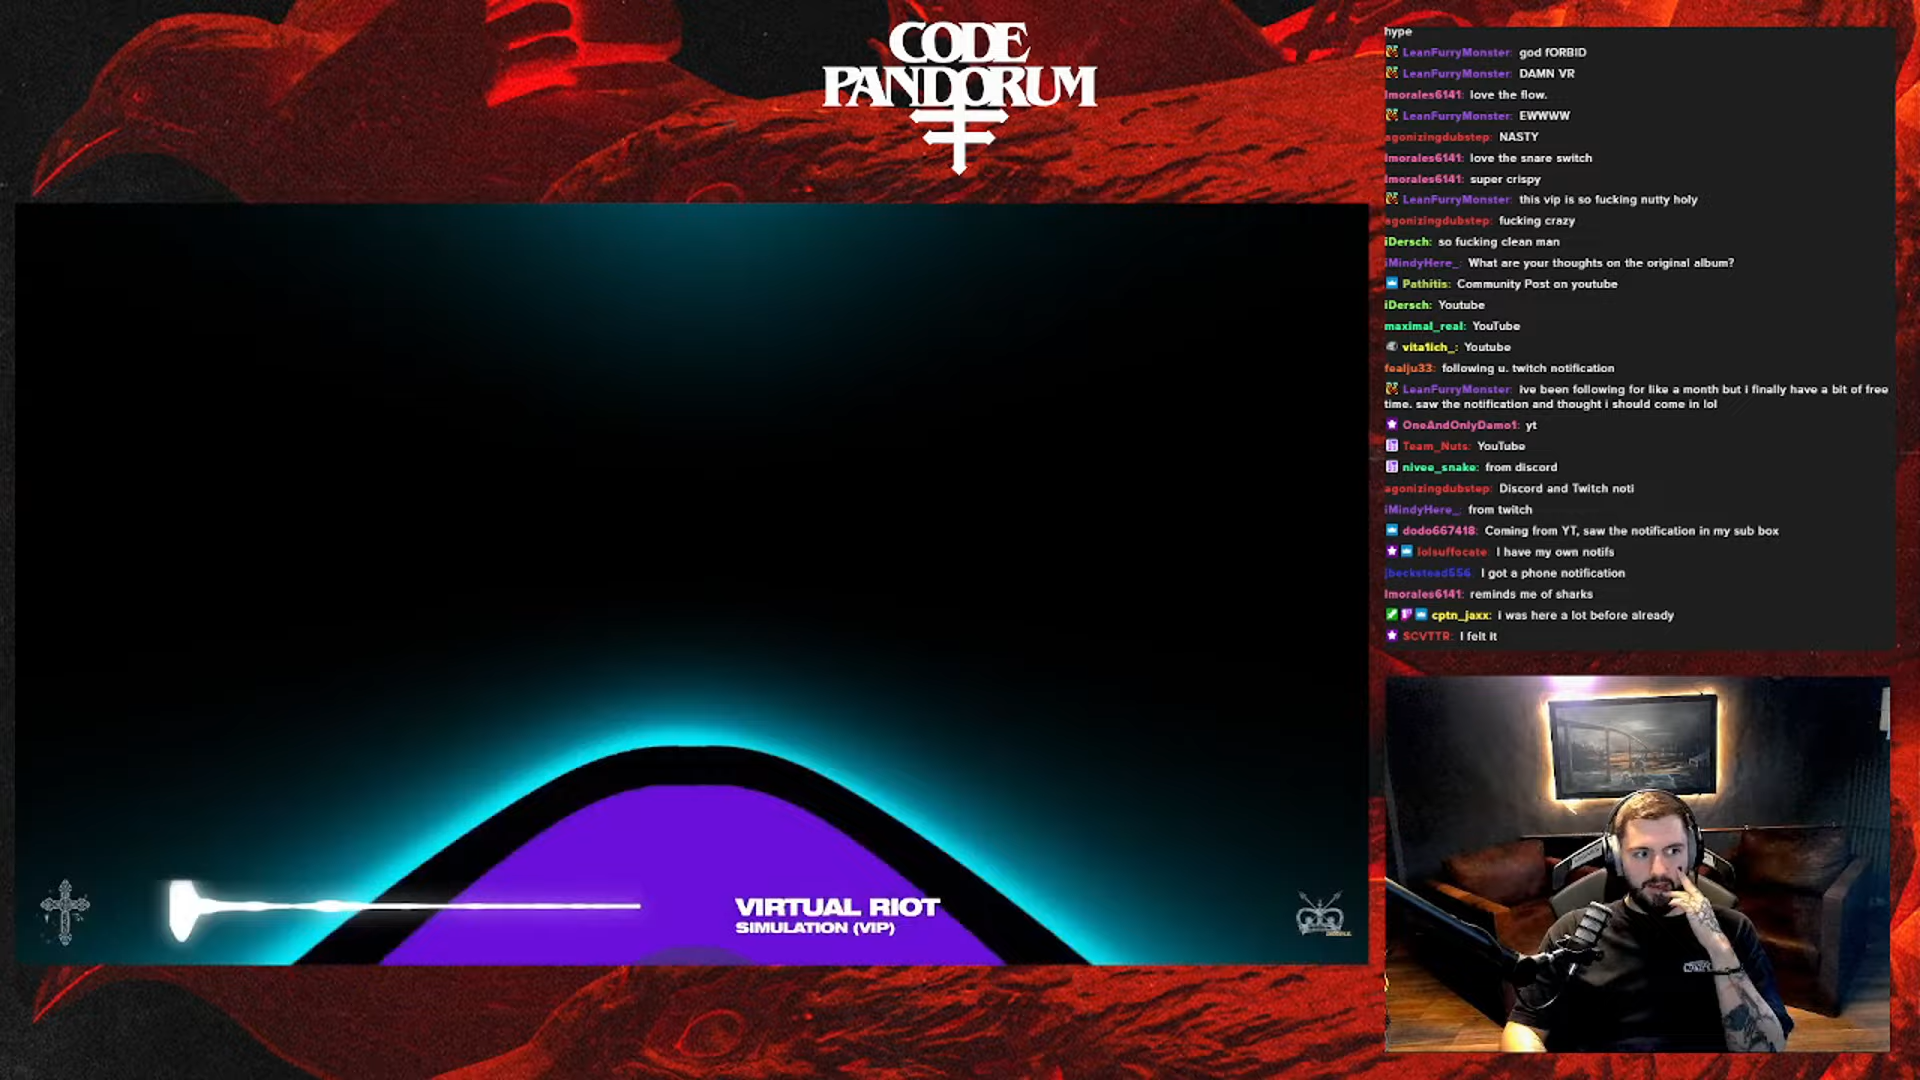 CODE
PANDORUM
hype
LeanFurryMonster: god fORBID
LeanFurryMonster: DAMN VR
lmorales6141: love the flow.
LeanFurryMonster: EWWWW
agonizingdubstep: NASTY
lmorales6141: love the snare switch
lmorales6141: super crispy
LeanFurryMonster: this vip is so fucking nutty holy
agonizingdubstep: fucking crazy
iDersch: so fucking clean man
iMindyHere_: What are your thoughts on the original album?
Pathitis: Community Post on youtube
iDersch: Youtube
maximal_real: YouTube
vita1ich_: Youtube
fealju33: following u. twitch notification
LeanFurryMonster: ive been following for like a month but i finally have a bit of free
time. saw the notification and thought i should come in lol
OneAndOnlyDamo1: yt
Team_Nuts: YouTube
nivee_snake: from discord
agonizingdubstep: Discord and Twitch noti
iMindyHere_: from twitch
dodo667418: Coming from YT, saw the notification in my sub box
lolsuffocate: I have my own notifs
jbeckstead556: I got a phone notification
lmorales6141: reminds me of sharks
cptn_jaxx: i was here a lot before already
SCVTTR: I felt it
VIRTUAL RIOT
SIMULATION (VIP)